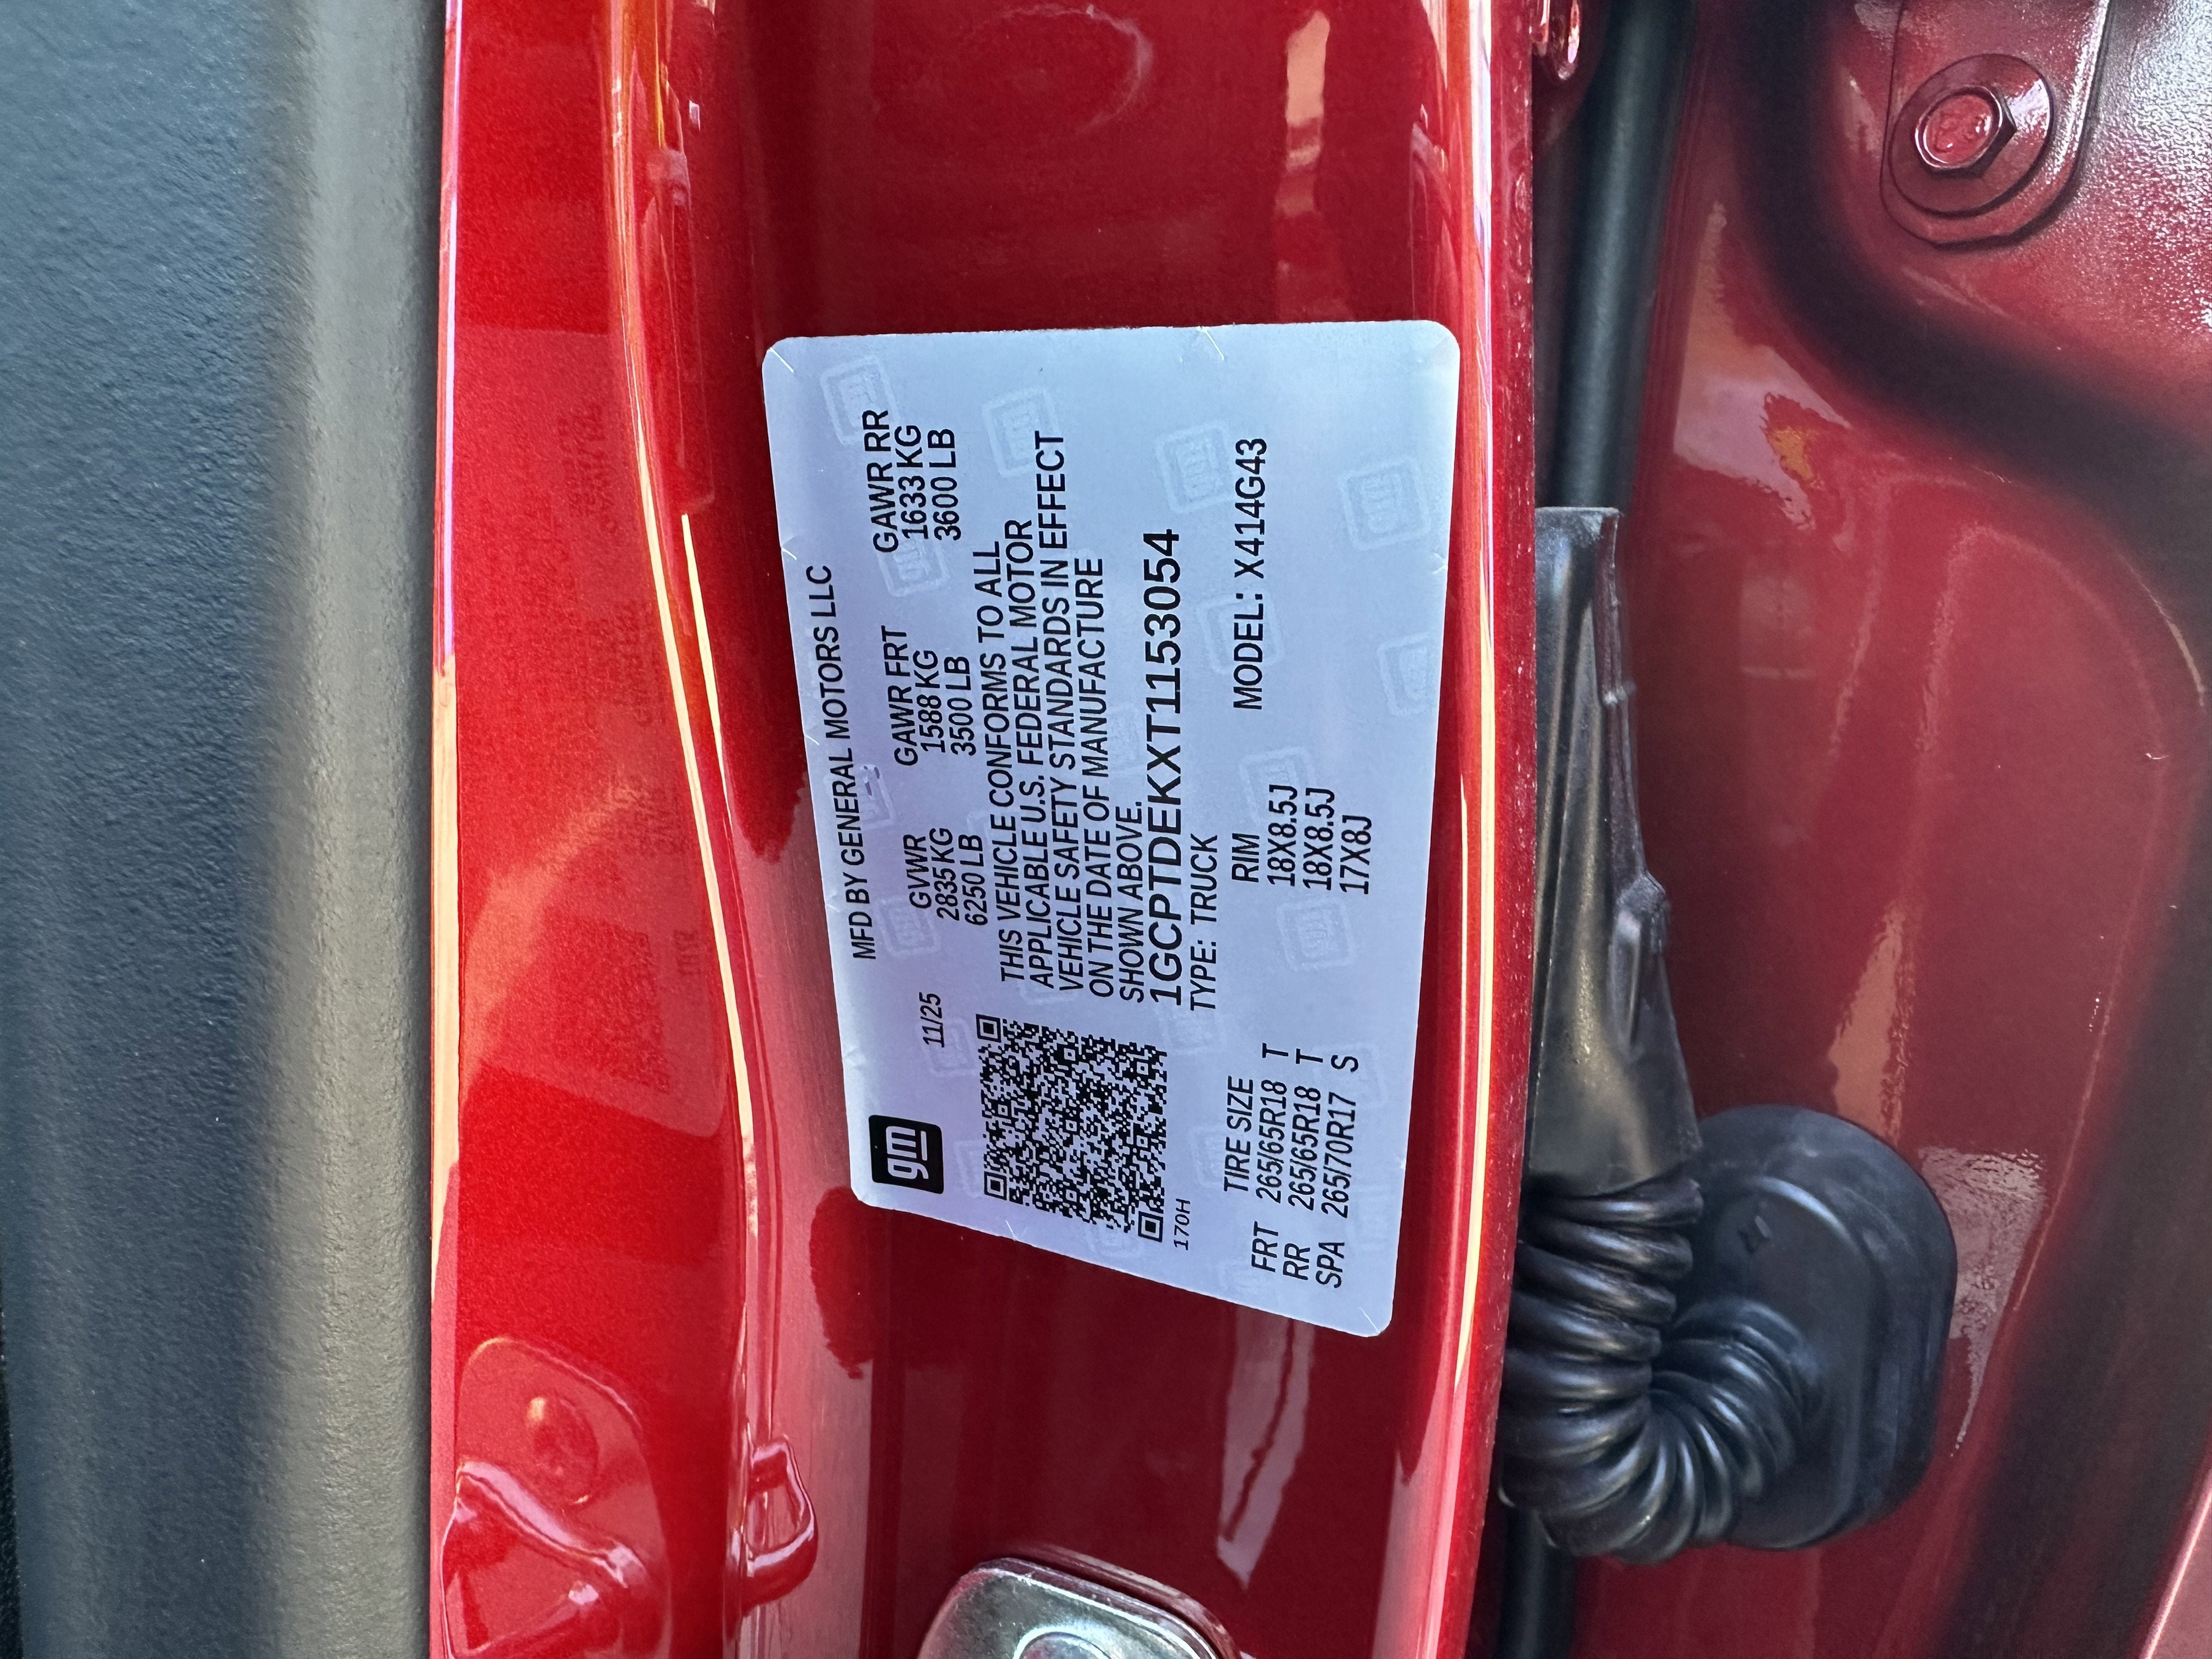 gm
MFD BY GENERAL MOTORS LLC
11/25 GVWR GAWR FRT GAWR RR
2835 KG 1588 KG 1633 KG
6250 LB 3500 LB 3600 LB
THIS VEHICLE CONFORMS TO ALL
APPLICABLE U.S. FEDERAL MOTOR
VEHICLE SAFETY STANDARDS IN EFFECT
ON THE DATE OF MANUFACTURE
SHOWN ABOVE.
1GCPTDEKXT1153054
170H
TYPE: TRUCK MODEL: X414G43
TIRE SIZE RIM
FRT 265/65R18 T 18X8.5J
RR 265/65R18 T 18X8.5J
SPA 265/70R17 S 17X8J